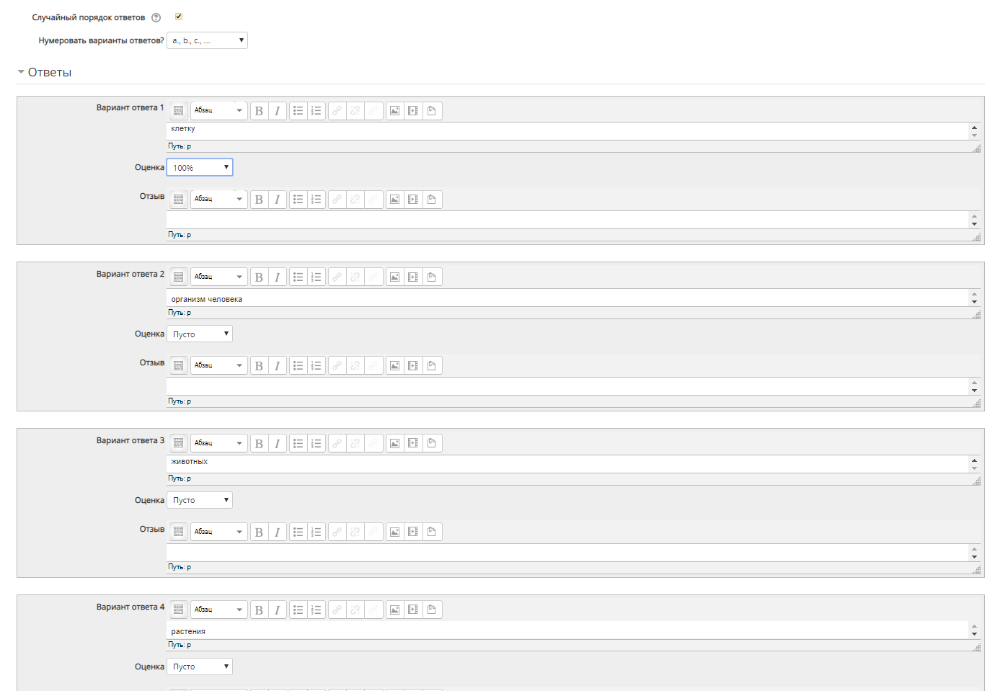 Случайный порядок ответов
Нумеровать варианты ответов? a., b., c., ...
Ответы
Вариант ответа 1 Абзац B I
клетку
Путь: p
Оценка 100%
Отзыв Абзац B I
Путь: p
Вариант ответа 2 Абзац B I
организм человека
Путь: p
Оценка Пусто
Отзыв Абзац B I
Путь: p
Вариант ответа 3 Абзац B I
животных
Путь: p
Оценка Пусто
Отзыв Абзац B I
Путь: p
Вариант ответа 4 Абзац B I
растения
Путь: p
Оценка Пусто